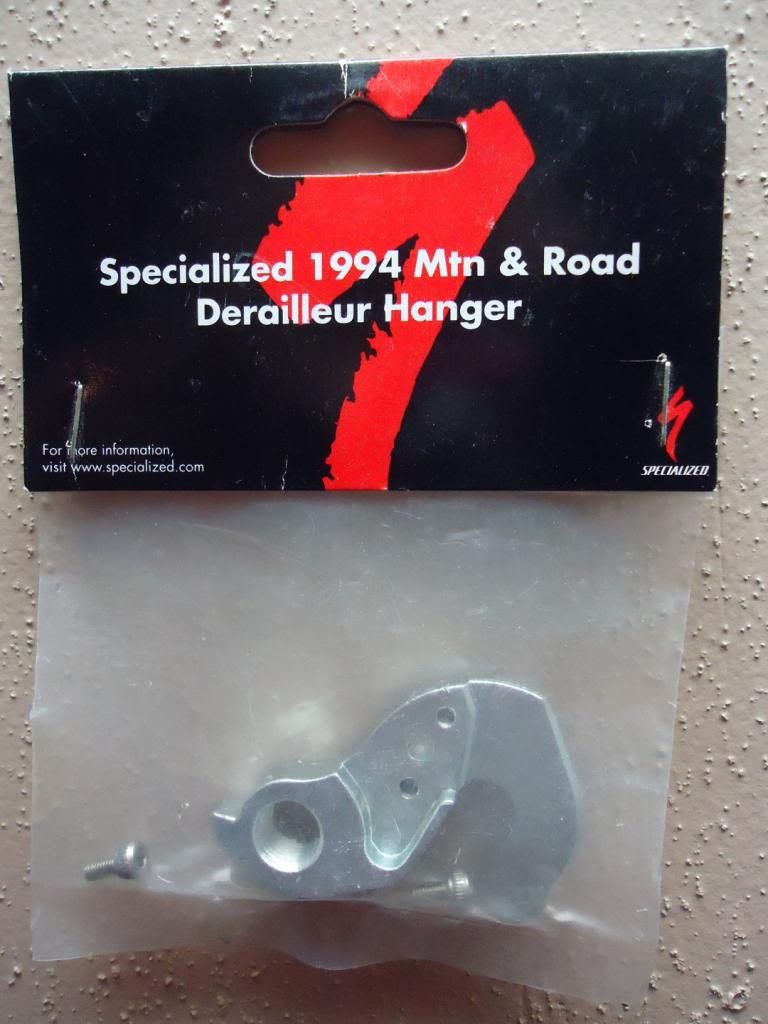 Specialized 1994 Mtn & Road
Derailleur Hanger
For more information,
visit www.specialized.com
SPECIALIZED